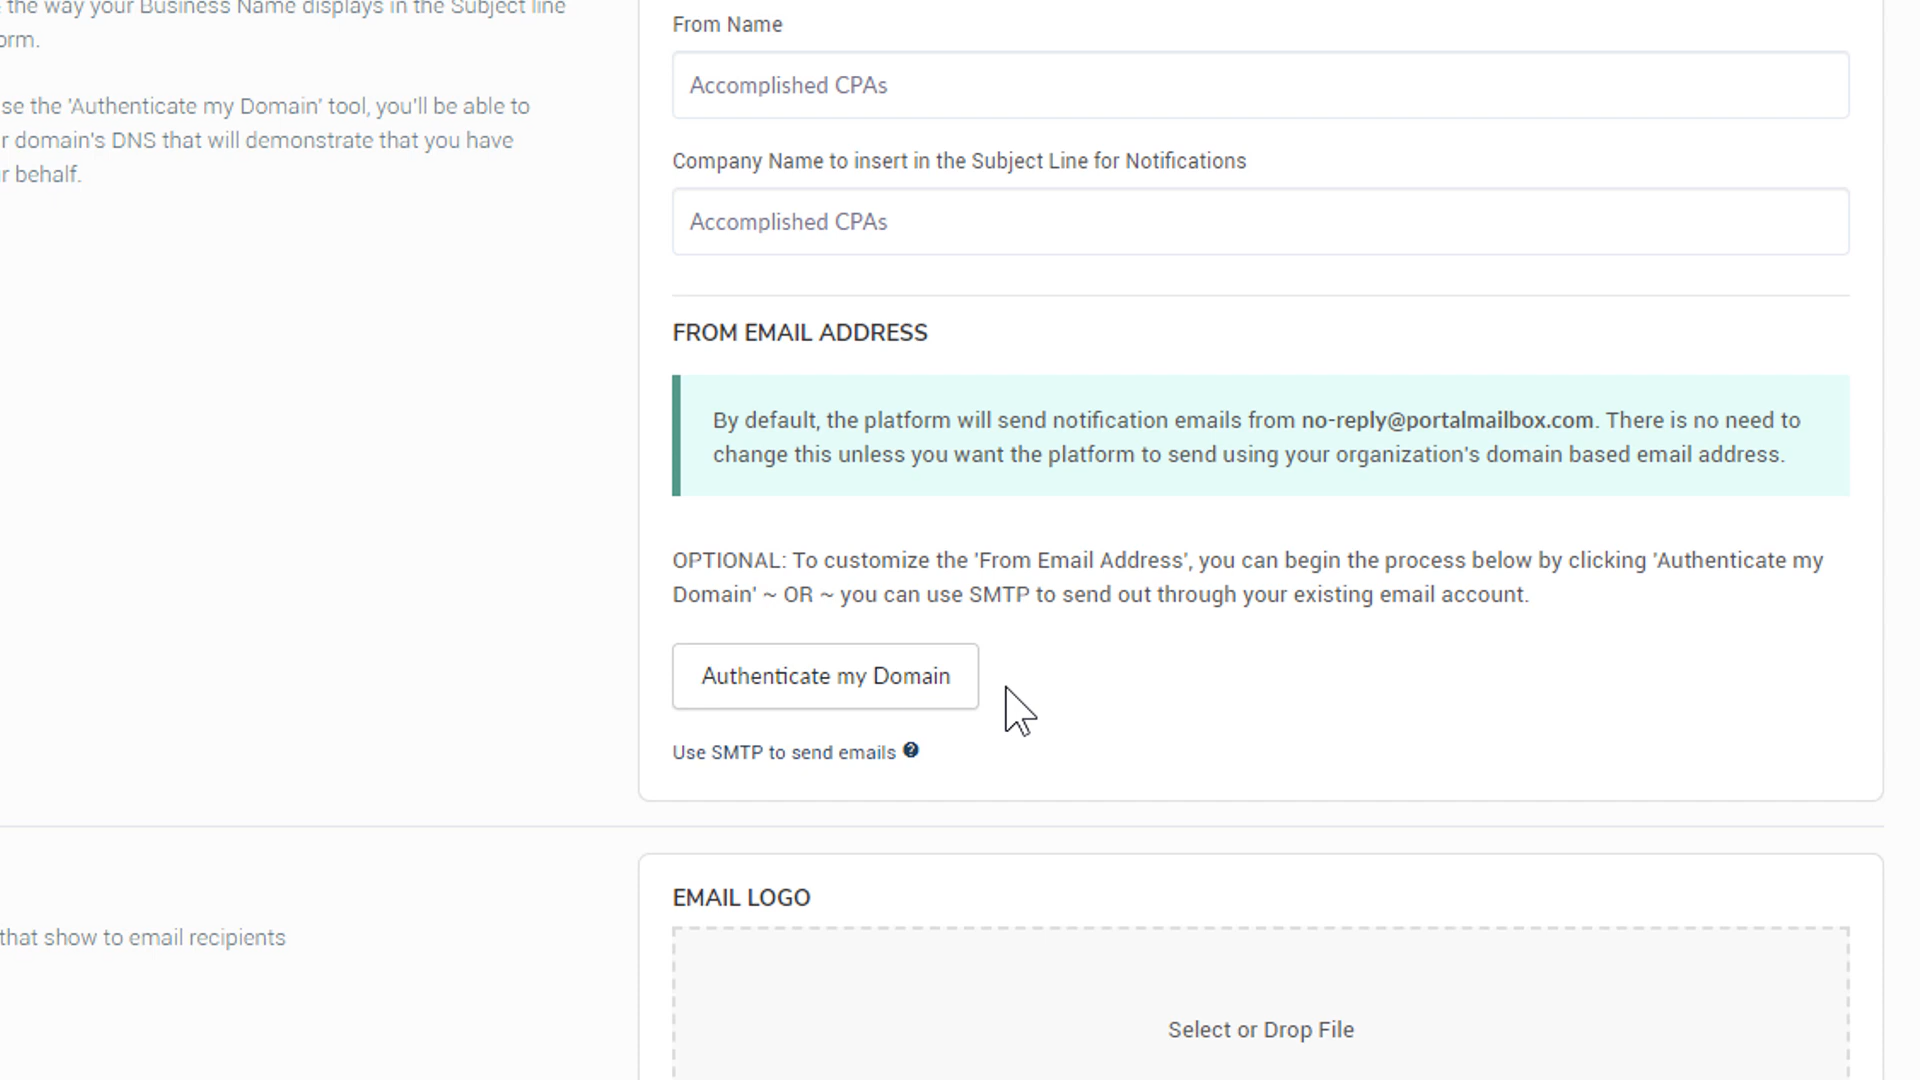 the way your Business Name displays in the Subject line
orm.
se the 'Authenticate my Domain' tool, you'll be able to
r domain's DNS that will demonstrate that you have
r behalf.
From Name
Accomplished CPAs
Company Name to insert in the Subject Line for Notifications
Accomplished CPAs
FROM EMAIL ADDRESS
By default, the platform will send notification emails from no-reply@portalmailbox.com. There is no need to
change this unless you want the platform to send using your organization's domain based email address.
OPTIONAL: To customize the 'From Email Address', you can begin the process below by clicking 'Authenticate my
Domain' ~ OR ~ you can use SMTP to send out through your existing email account.
Authenticate my Domain
Use SMTP to send emails ?
that show to email recipients
EMAIL LOGO
Select or Drop File